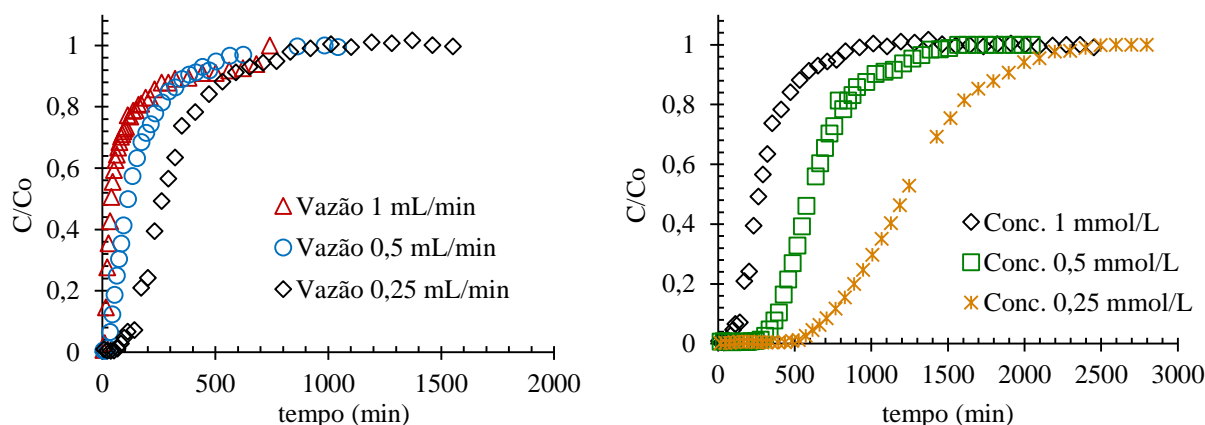 C/Co
1
0,8
0,6
0,4
0,2
0
0
500
1000
1500
2000
tempo (min)
Vazão 1 mL/min
Vazão 0,5 mL/min
Vazão 0,25 mL/min
C/Co
1
0,8
0,6
0,4
0,2
0
0
500
1000
1500
2000
2500
3000
tempo (min)
Conc. 1 mmol/L
Conc. 0,5 mmol/L
Conc. 0,25 mmol/L